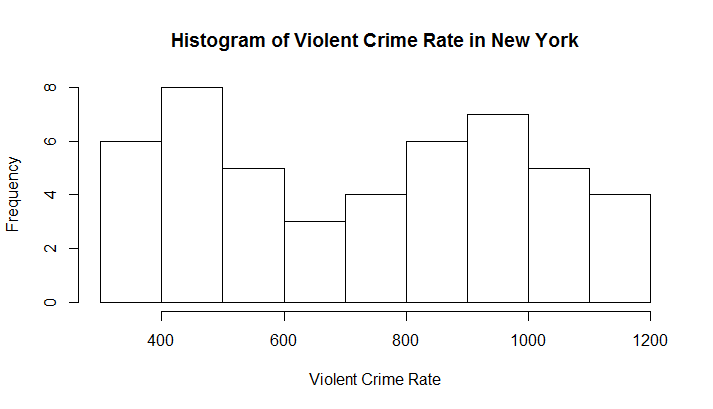 Histogram of Violent Crime Rate in New York
Frequency
8
6
4
2
0
400 600 800 1000 1200
Violent Crime Rate